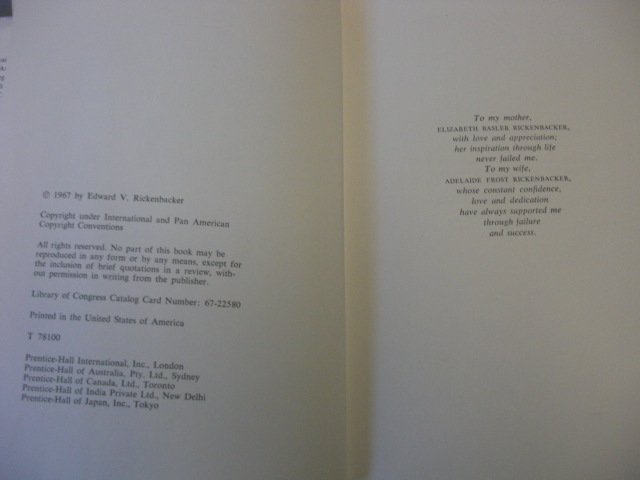 © 1967 by Edward V. Rickenbacker
Copyright under International and Pan American
Copyright Conventions
All rights reserved. No part of this book may be
reproduced in any form or by any means, except for
the inclusion of brief quotations in a review, with-
out permission in writing from the publisher.
Library of Congress Catalog Card Number: 67-22580
Printed in the United States of America
T 78100
Prentice-Hall International, Inc., London
Prentice-Hall of Australia, Pty. Ltd., Sydney
Prentice-Hall of Canada, Ltd., Toronto
Prentice-Hall of India Private Ltd., New Delhi
Prentice-Hall of Japan, Inc., Tokyo
To my mother,
ELIZABETH BASLER RICKENBACKER,
with love and appreciation;
her inspiration through life
never failed me.
To my wife,
ADELAIDE FROST RICKENBACKER,
whose constant confidence,
love and dedication
have always supported me
through failure
and success.